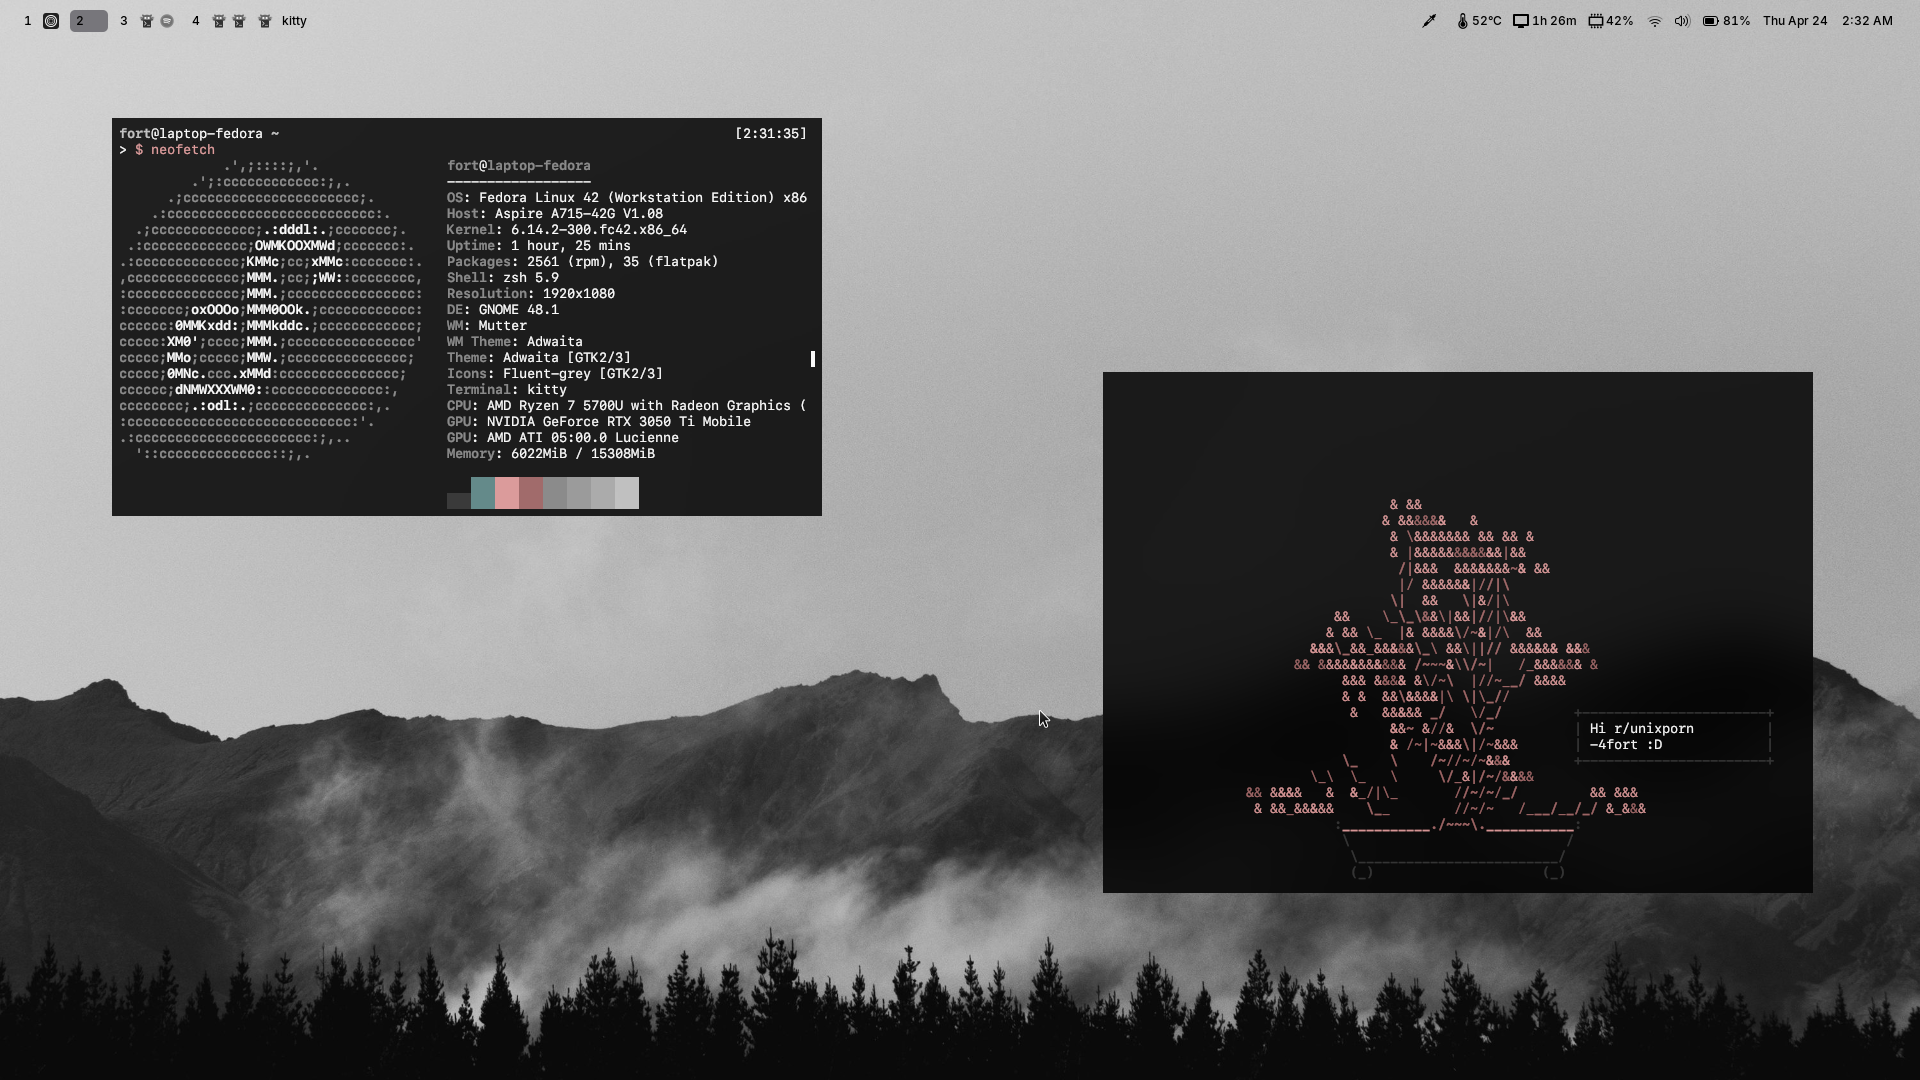 1 2 3 4 kitty
52°C 1h 26m 42% 81% Thu Apr 24 2:32 AM
fort@laptop-fedora ~ [2:31:35]
> $ neofetch
fort@laptop-fedora
------------------
OS: Fedora Linux 42 (Workstation Edition) x86
Host: Aspire A715-42G V1.08
Kernel: 6.14.2-300.fc42.x86_64
Uptime: 1 hour, 25 mins
Packages: 2561 (rpm), 35 (flatpak)
Shell: zsh 5.9
Resolution: 1920x1080
DE: GNOME 48.1
WM: Mutter
WM Theme: Adwaita
Theme: Adwaita [GTK2/3]
Icons: Fluent-grey [GTK2/3]
Terminal: kitty
CPU: AMD Ryzen 7 5700U with Radeon Graphics (
GPU: NVIDIA GeForce RTX 3050 Ti Mobile
GPU: AMD ATI 05:00.0 Lucienne
Memory: 6022MiB / 15308MiB
Hi r/unixporn
-4fort :D